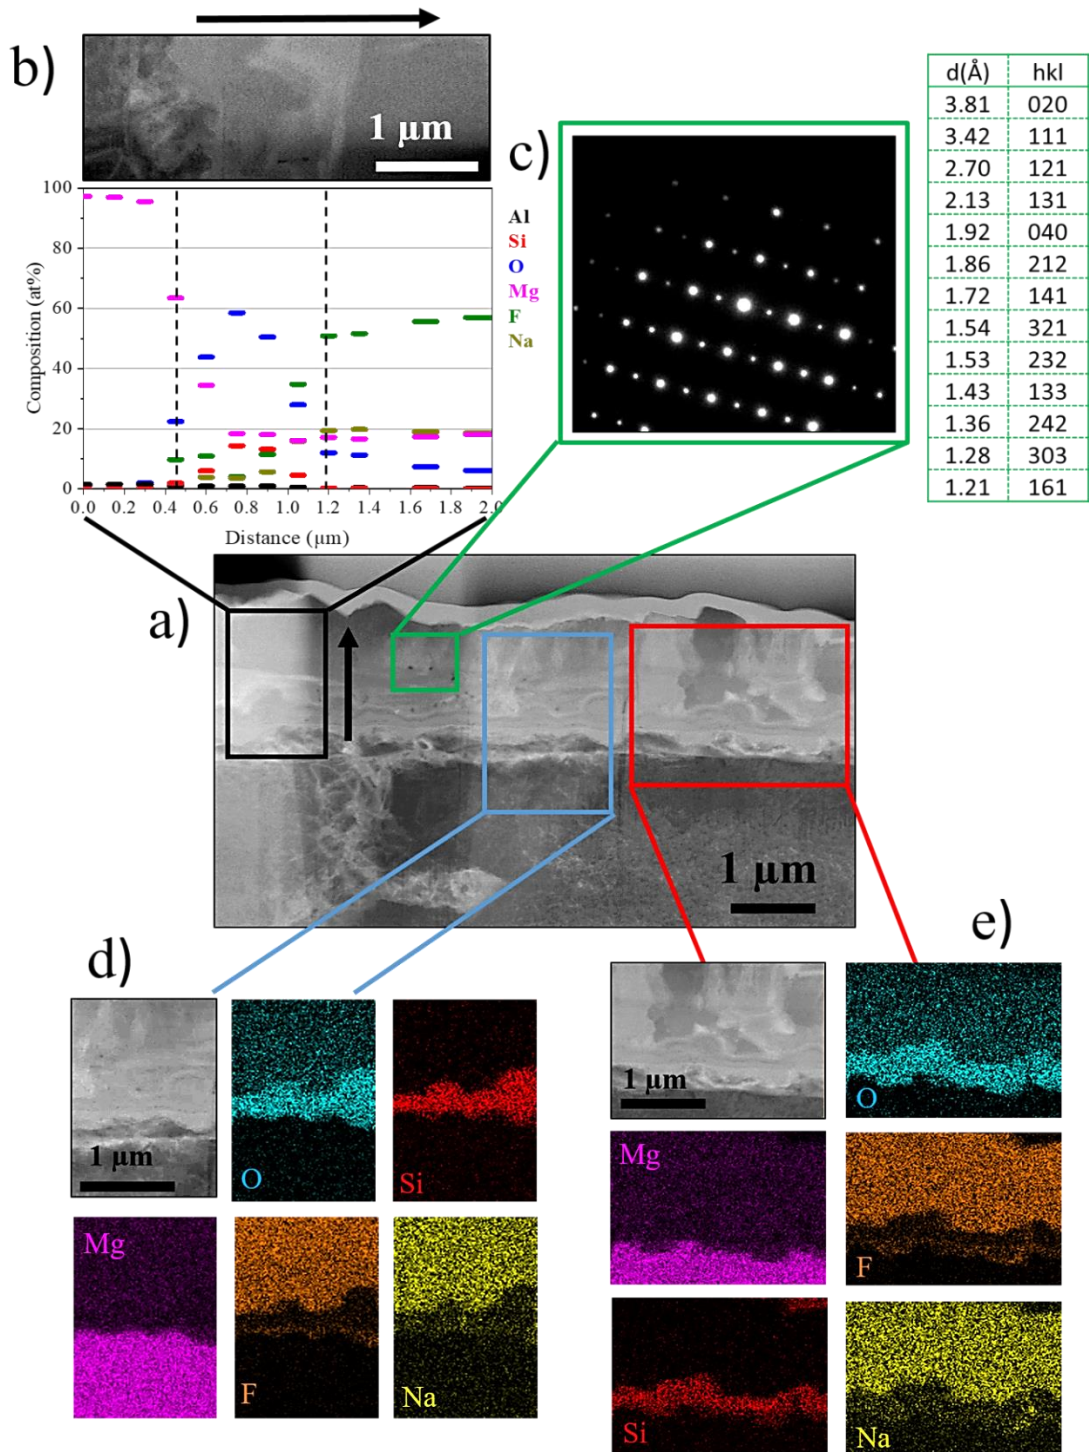 b)
1 μm
c)
d(Å) hkl
3.81 020
3.42 111
2.70 121
2.13 131
1.92 040
1.86 212
1.72 141
1.54 321
1.53 232
1.43 133
1.36 242
1.28 303
1.21 161
Composition (at%)
100
80
60
40
20
0
0.0 0.2 0.4 0.6 0.8 1.0 1.2 1.4 1.6 1.8 2.0
Distance (μm)
Al
Si
O
Mg
F
Na
a)
1 μm
d)
1 μm
O
Si
Mg
F
Na
e)
1 μm
O
Mg
F
Si
Na